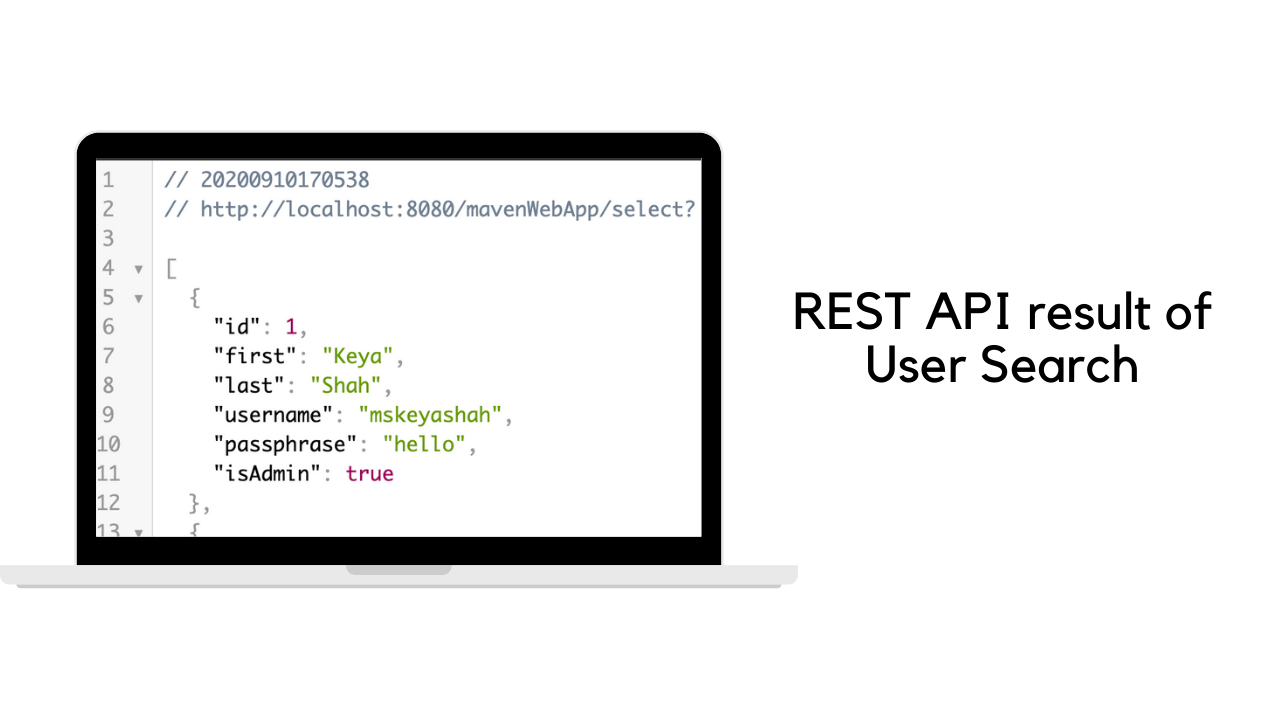 1 // 20200910170538
2 // http://localhost:8080/mavenWebApp/select?
3
4 ▾ [
5 ▾ {
6 "id": 1,
7 "first": "Keya",
8 "last": "Shah",
9 "username": "mskeyashah",
10 "passphrase": "hello",
11 "isAdmin": true
12 },
13 ▾ {
REST API result of
User Search